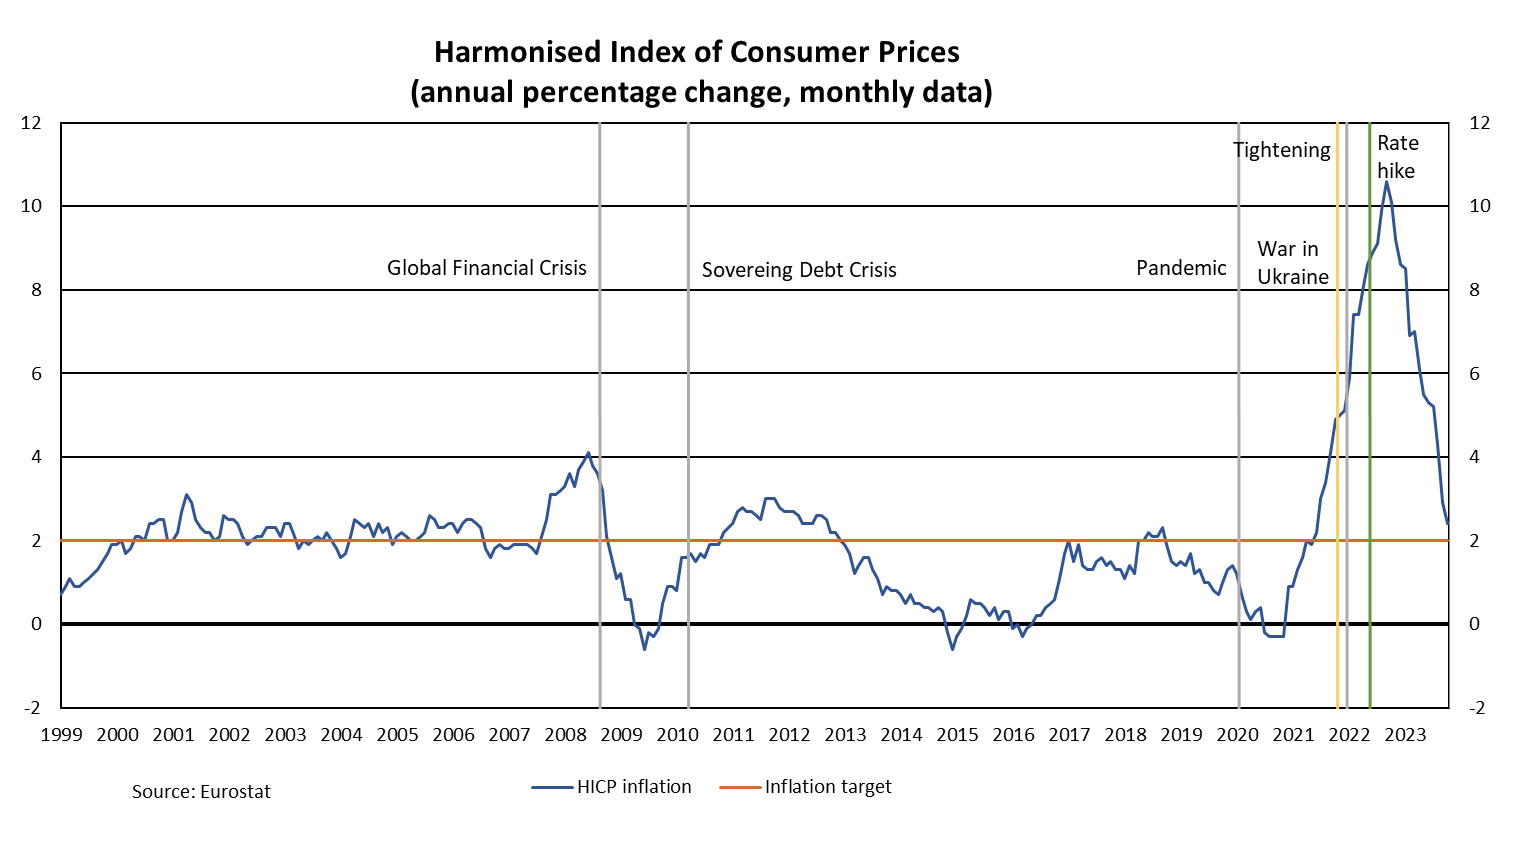 Harmonised Index of Consumer Prices
(annual percentage change, monthly data)
12 12
Tightening Rate
hike
10 10
Global Financial Crisis Sovereing Debt Crisis Pandemic War in
Ukraine
8 8
6 6
4 4
2 2
0 0
-2 -2
1999 2000 2001 2002 2003 2004 2005 2006 2007 2008 2009 2010 2011 2012 2013 2014 2015 2016 2017 2018 2019 2020 2021 2022 2023
Source: Eurostat HICP inflation Inflation target